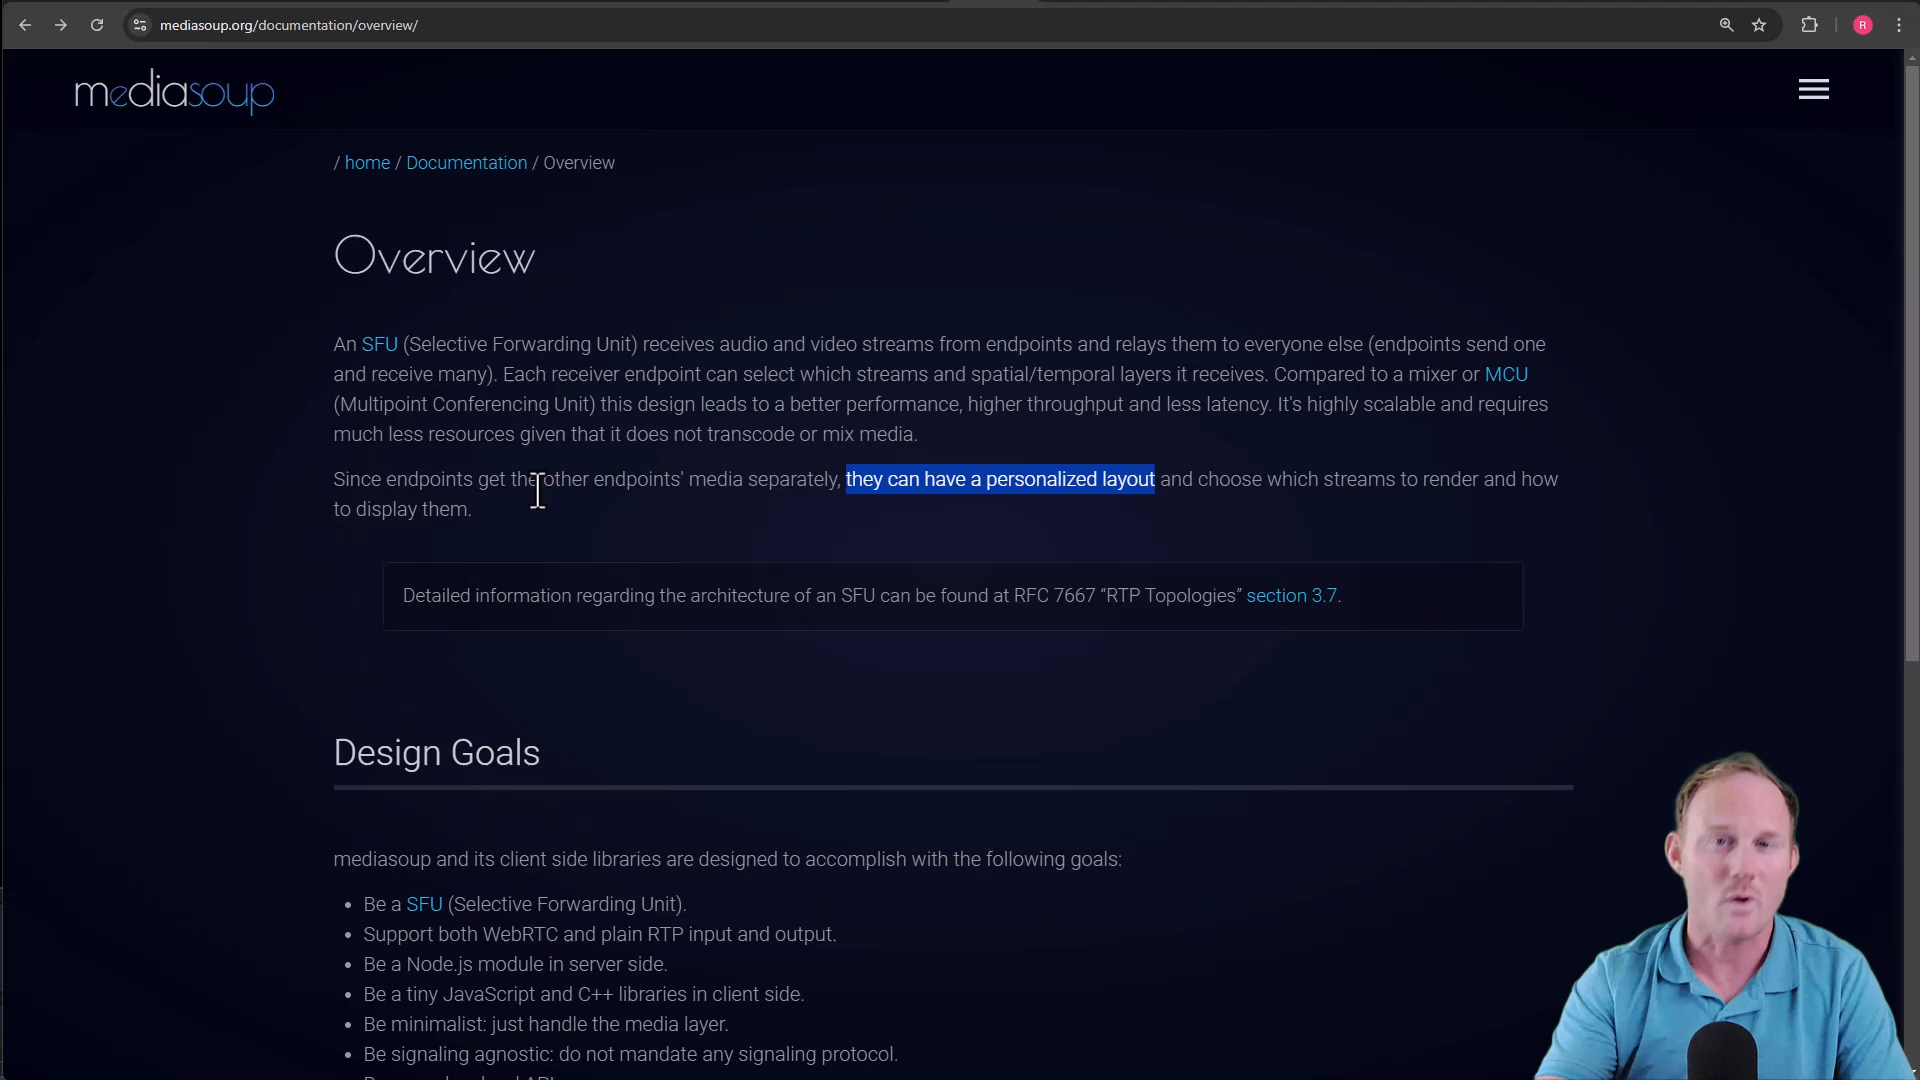 mediasoup.org/documentation/overview/
R
mediasoup
/ home / Documentation / Overview
Overview
An SFU (Selective Forwarding Unit) receives audio and video streams from endpoints and relays them to everyone else (endpoints send one
and receive many). Each receiver endpoint can select which streams and spatial/temporal layers it receives. Compared to a mixer or MCU
(Multipoint Conferencing Unit) this design leads to a better performance, higher throughput and less latency. It's highly scalable and requires
much less resources given that it does not transcode or mix media.
Since endpoints get the other endpoints' media separately, they can have a personalized layout and choose which streams to render and how
to display them.
Detailed information regarding the architecture of an SFU can be found at RFC 7667 “RTP Topologies” section 3.7.
Design Goals
mediasoup and its client side libraries are designed to accomplish with the following goals:
• Be a SFU (Selective Forwarding Unit).
• Support both WebRTC and plain RTP input and output.
• Be a Node.js module in server side.
• Be a tiny JavaScript and C++ libraries in client side.
• Be minimalist: just handle the media layer.
• Be signaling agnostic: do not mandate any signaling protocol.